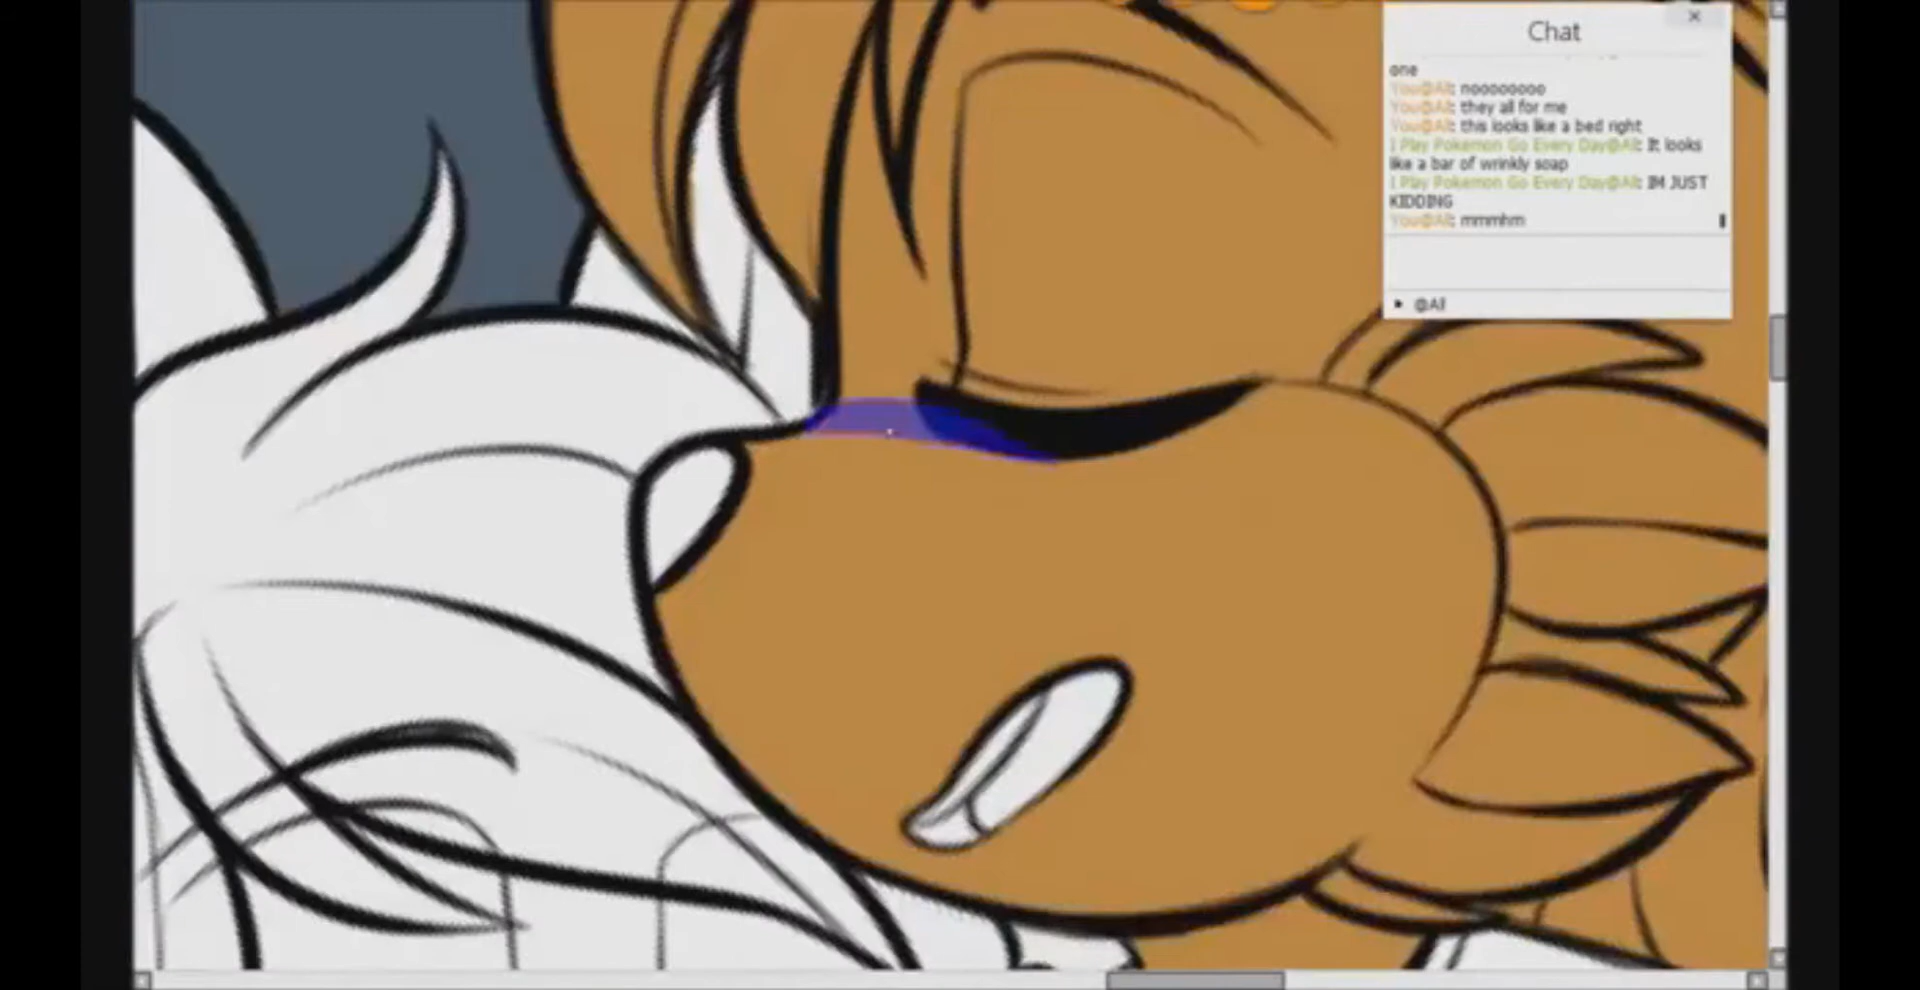 Chat
one
You@All: nooooooooo
You@All: they all for me
You@All: this looks like a bed right
I Play Pokemon Go Every Day@All: It looks
like a bar of wrinkly soap
I Play Pokemon Go Every Day@All: IM JUST
KIDDING
You@All: mmmhm
@All